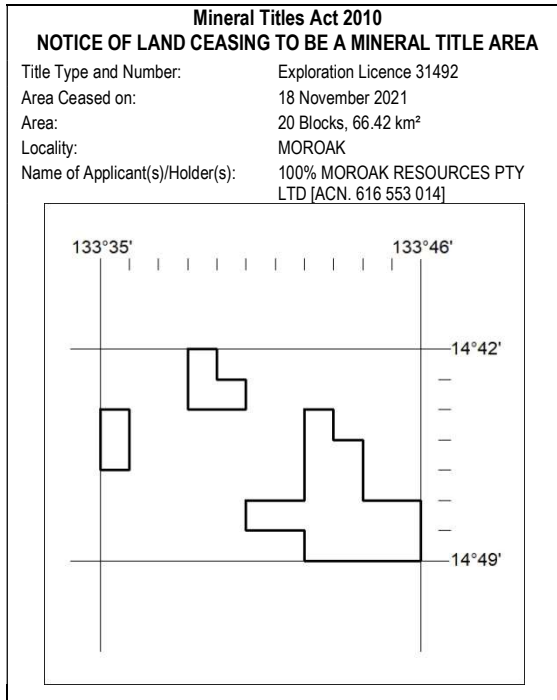 Mineral Titles Act 2010
NOTICE OF LAND CEASING TO BE A MINERAL TITLE AREA
Title Type and Number: Exploration Licence 31492
Area Ceased on: 18 November 2021
Area: 20 Blocks, 66.42 km²
Locality: MOROAK
Name of Applicant(s)/Holder(s): 100% MOROAK RESOURCES PTY
LTD [ACN. 616 553 014]
133°35' 133°46'
14°42'
14°49'